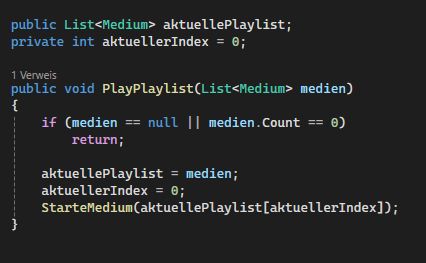 public List<Medium> aktuellePlaylist;
private int aktuellerIndex = 0;
1 Verweis
public void PlayPlaylist(List<Medium> medien)
{
if (medien == null || medien.Count == 0)
return;
aktuellePlaylist = medien;
aktuellerIndex = 0;
StarteMedium(aktuellePlaylist[aktuellerIndex]);
}